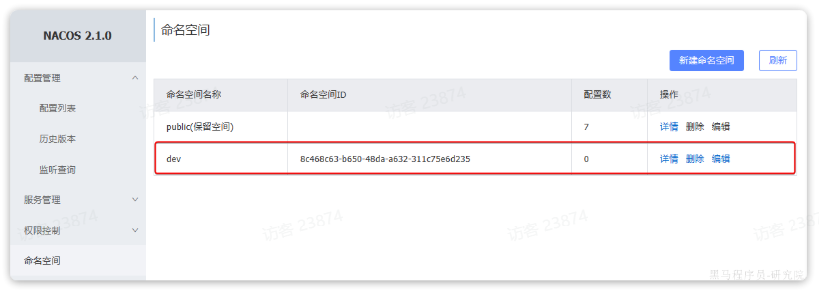 NACOS 2.1.0
配置管理
配置列表
历史版本
监听查询
服务管理
权限控制
命名空间
命名空间
新建命名空间
刷新
命名空间名称 命名空间ID 配置数 操作
public(保留空间) 7 详情 删除 编辑
dev 8c468c63-b650-48da-a632-311c75e6d235 0 详情 删除 编辑
访客 23874
访客 23874
访客 23874
访客 23874
访客 23874
访客 23874
黑马程序员-研究院